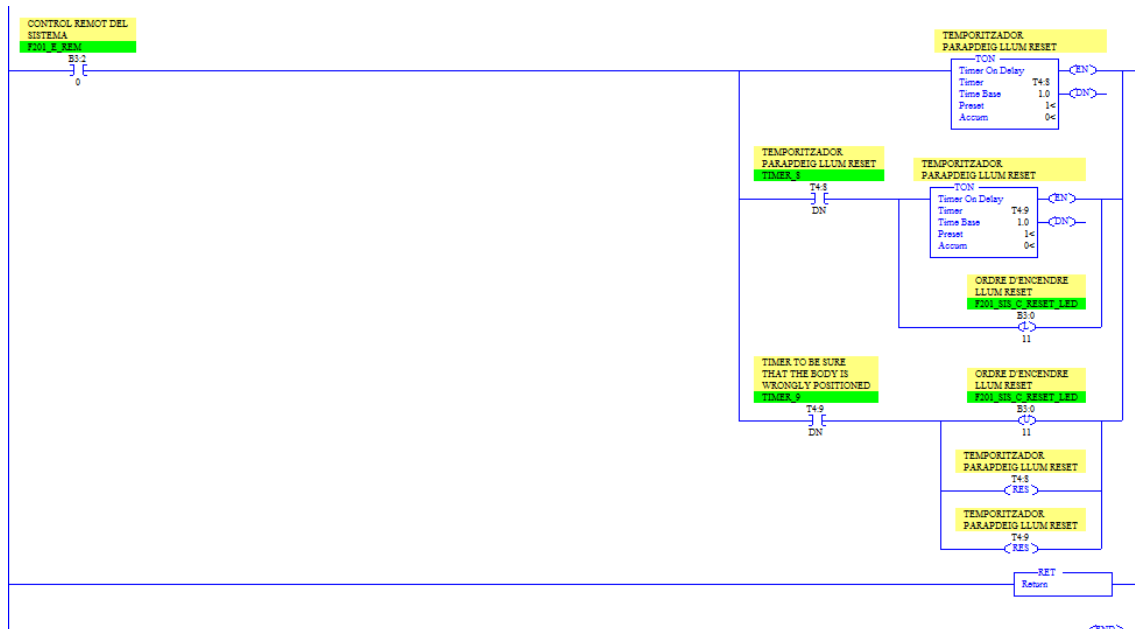 CONTROL REMOT DEL
SISTEMA
F201_E_REM
B3:2
0
TEMPORITZADOR
PARAPDEIG LLUM RESET
TON
Timer On Delay
Timer T4:8
Time Base 1.0
Preset 1<
Accum 0<
EN
DN
TEMPORITZADOR
PARAPDEIG LLUM RESET
TIMER_8
T4:8
DN
TEMPORITZADOR
PARAPDEIG LLUM RESET
TON
Timer On Delay
Timer T4:9
Time Base 1.0
Preset 1<
Accum 0<
EN
DN
ORDRE D'ENCENDRE
LLUM RESET
F201_SIS_C_RESET_LED
B3:0
L
11
TIMER TO BE SURE
THAT THE BODY IS
WRONGLY POSITIONED
TIMER_9
T4:9
DN
ORDRE D'ENCENDRE
LLUM RESET
F201_SIS_C_RESET_LED
B3:0
U
11
TEMPORITZADOR
PARAPDEIG LLUM RESET
T4:8
RES
TEMPORITZADOR
PARAPDEIG LLUM RESET
T4:9
RES
RET
Return